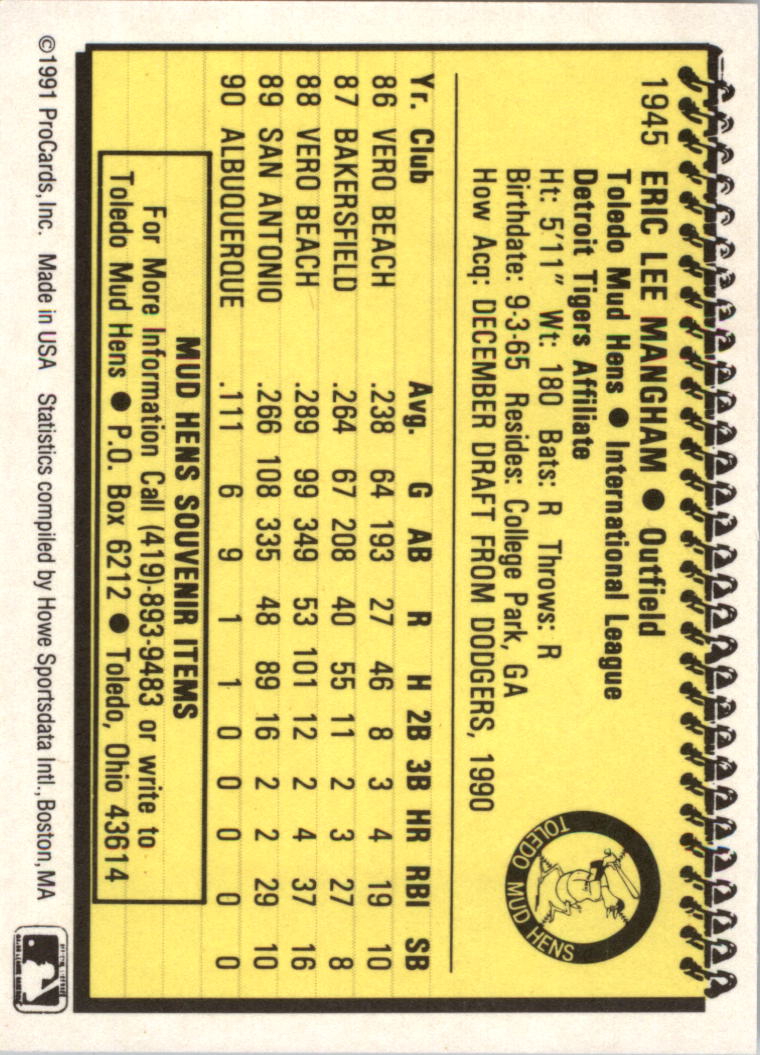 1945 ERIC LEE MANGHAM ● Outfield
Toledo Mud Hens ● International League
Detroit Tigers Affiliate
Ht: 5'11" Wt: 180 Bats: R Throws: R
Birthdate: 9-3-65 Resides: College Park, GA
How Acq: DECEMBER DRAFT FROM DODGERS, 1990
TOLEDO MUD HENS
Yr. Club Avg. G AB R H 2B 3B HR RBI SB
86 VERO BEACH .238 64 193 27 46 8 3 4 19 10
87 BAKERSFIELD .264 67 208 40 55 11 2 3 27 8
88 VERO BEACH .289 99 349 53 101 12 2 4 37 16
89 SAN ANTONIO .266 108 335 48 89 16 2 2 29 10
90 ALBUQUERQUE .111 6 9 1 1 0 0 0 0 0
MUD HENS SOUVENIR ITEMS
For More Information Call (419)-893-9483 or write to
Toledo Mud Hens ● P.O. Box 6212 ● Toledo, Ohio 43614
©1991 ProCards, Inc. Made in USA Statistics compiled by Howe Sportsdata Intl., Boston, MA